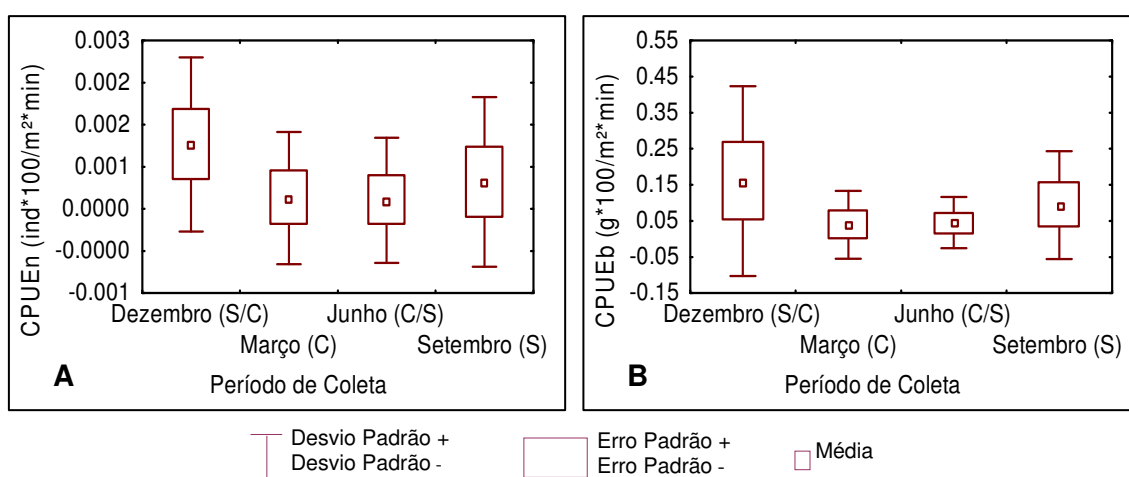 CPUEn (ind*100/m²*min)
0.003
0.002
0.002
0.001
0.0000
-0.0000
-0.001
Dezembro (S/C)
Março (C)
Junho (C/S)
Setembro (S)
A
Período de Coleta
CPUEb (g*100/m²*min)
0.55
0.45
0.35
0.25
0.15
0.05
-0.05
-0.15
Dezembro (S/C)
Março (C)
Junho (C/S)
Setembro (S)
B
Período de Coleta
Desvio Padrão +
Desvio Padrão -
Erro Padrão +
Erro Padrão -
Média